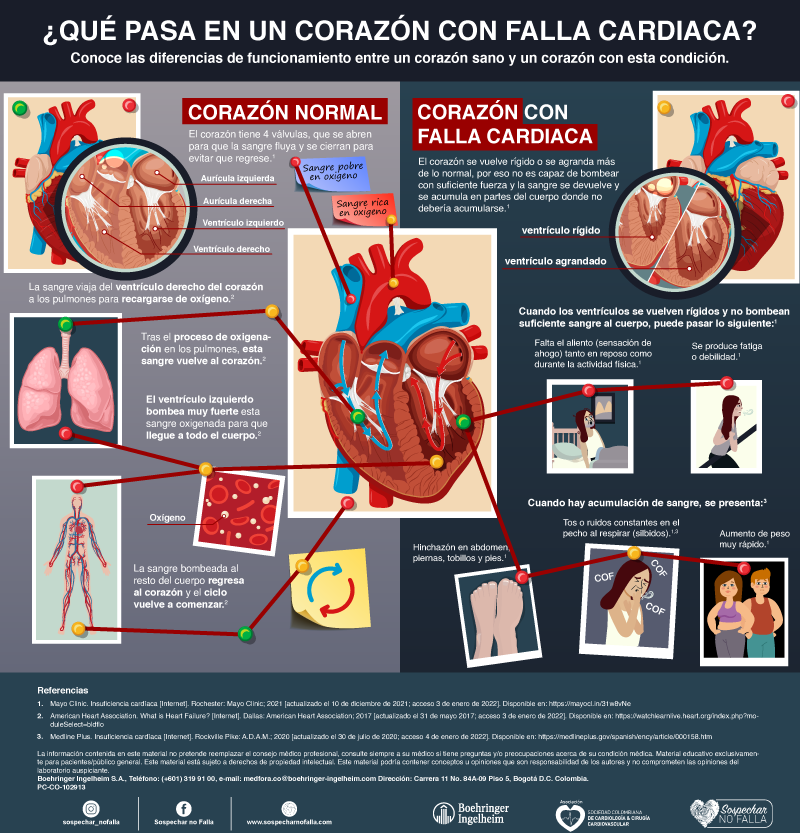 ¿QUÉ PASA EN UN CORAZÓN CON FALLA CARDIACA?
Conoce las diferencias de funcionamiento entre un corazón sano y un corazón con esta condición.
CORAZÓN NORMAL
El corazón tiene 4 válvulas, que se abren
para que la sangre fluya y se cierran para
evitar que regrese.¹
Aurícula izquierda
Aurícula derecha
Ventrículo izquierdo
Ventrículo derecho
Sangre pobre
en oxígeno
Sangre rica
en oxígeno
La sangre viaja del ventrículo derecho del corazón
a los pulmones para recargarse de oxígeno.²
Tras el proceso de oxigena-
ción en los pulmones, esta
sangre vuelve al corazón.²
El ventrículo izquierdo
bombea muy fuerte esta
sangre oxigenada para que
llegue a todo el cuerpo.²
Oxígeno
La sangre bombeada al
resto del cuerpo regresa
al corazón y el ciclo
vuelve a comenzar.²
CORAZÓN CON
FALLA CARDIACA
El corazón se vuelve rígido o se agranda más
de lo normal, por eso no es capaz de bombear
con suficiente fuerza y la sangre se devuelve y
se acumula en partes del cuerpo donde no
debería acumularse.¹
ventrículo rígido
ventrículo agrandado
Cuando los ventrículos se vuelven rígidos y no bombean
suficiente sangre al cuerpo, puede pasar lo siguiente:¹
Falta el aliento (sensación de
ahogo) tanto en reposo como
durante la actividad física.¹
Se produce fatiga
o debilidad.¹
Cuando hay acumulación de sangre, se presenta:³
Hinchazón en abdomen,
piernas, tobillos y pies.¹
Tos o ruidos constantes en el
pecho al respirar (silbidos).¹,³
COF
COF
COF
Aumento de peso
muy rápido.¹
Referencias
1. Mayo Clinic. Insuficiencia cardíaca [Internet]. Rochester: Mayo Clinic; 2021 [actualizado el 10 de diciembre de 2021; acceso 3 de enero de 2022]. Disponible en: https://mayocl.in/31w8vNe
2. American Heart Association. What is Heart Failure? [Internet]. Dallas: American Heart Association; 2017 [actualizado el 31 de mayo 2017; acceso 3 de enero de 2022]. Disponible en: https://watchlearnlive.heart.org/index.php?mo-
duleSelect=bldflo
3. Medline Plus. Insuficiencia cardíaca [Internet]. Rockville Pike: A.D.A.M.; 2020 [actualizado el 30 de julio de 2020; acceso 4 de enero de 2022]. Disponible en: https://medlineplus.gov/spanish/ency/article/000158.htm
La información contenida en este material no pretende reemplazar el consejo médico profesional, consulte siempre a su médico si tiene preguntas y/o preocupaciones acerca de su condición médica. Material educativo exclusivamen-
te para pacientes/público general. Este material está sujeto a derechos de propiedad intelectual. Este material podría contener conceptos u opiniones que son responsabilidad de los autores y no comprometen las opiniones del
laboratorio auspiciante.
Boehringer Ingelheim S.A., Teléfono: (+601) 319 91 00, e-mail: medfora.co@boehringer-ingelheim.com Dirección: Carrera 11 No. 84A-09 Piso 5, Bogotá D.C. Colombia.
PC-CO-102913
sospechar_nofalla
Sospechar no Falla
www.sospecharnofalla.com
Boehringer
Ingelheim
Asociación
SOCIEDAD COLOMBIANA
DE CARDIOLOGÍA & CIRUGÍA
CARDIOVASCULAR
Sospechar
NO FALLA